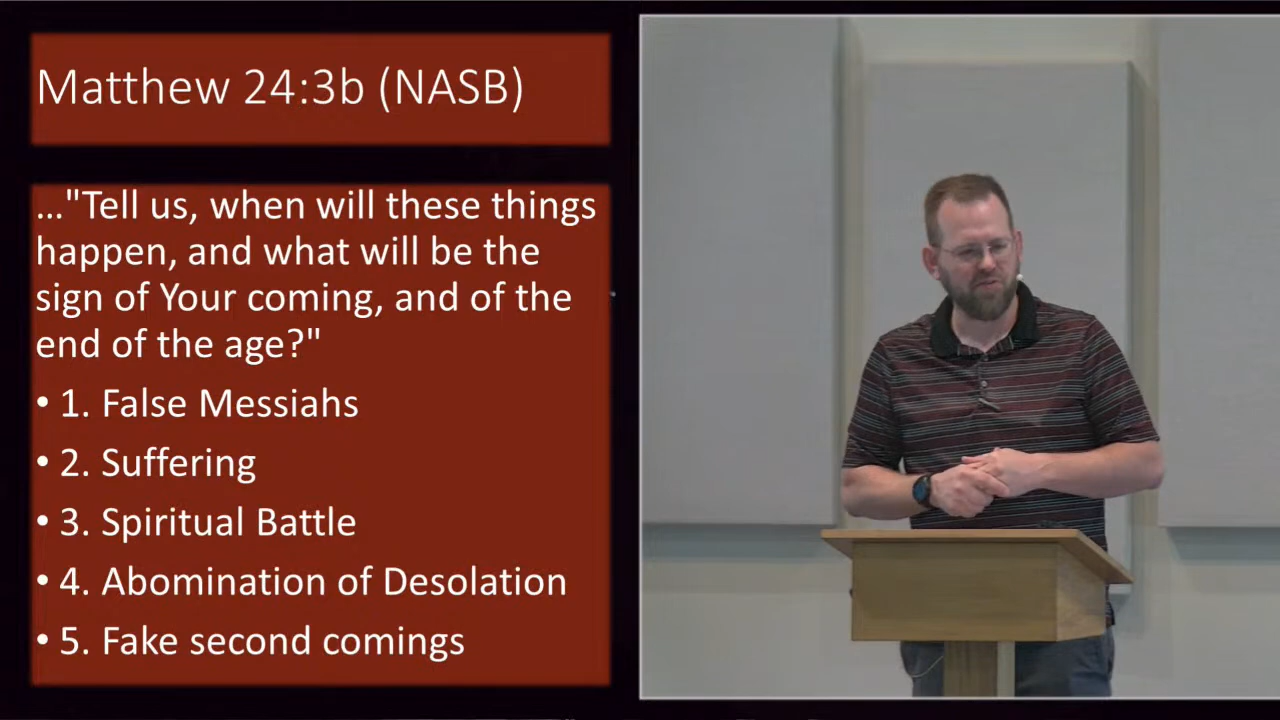 Matthew 24:3b (NASB)
..."Tell us, when will these things
happen, and what will be the
sign of Your coming, and of the
end of the age?"
• 1. False Messiahs
• 2. Suffering
• 3. Spiritual Battle
• 4. Abomination of Desolation
• 5. Fake second comings